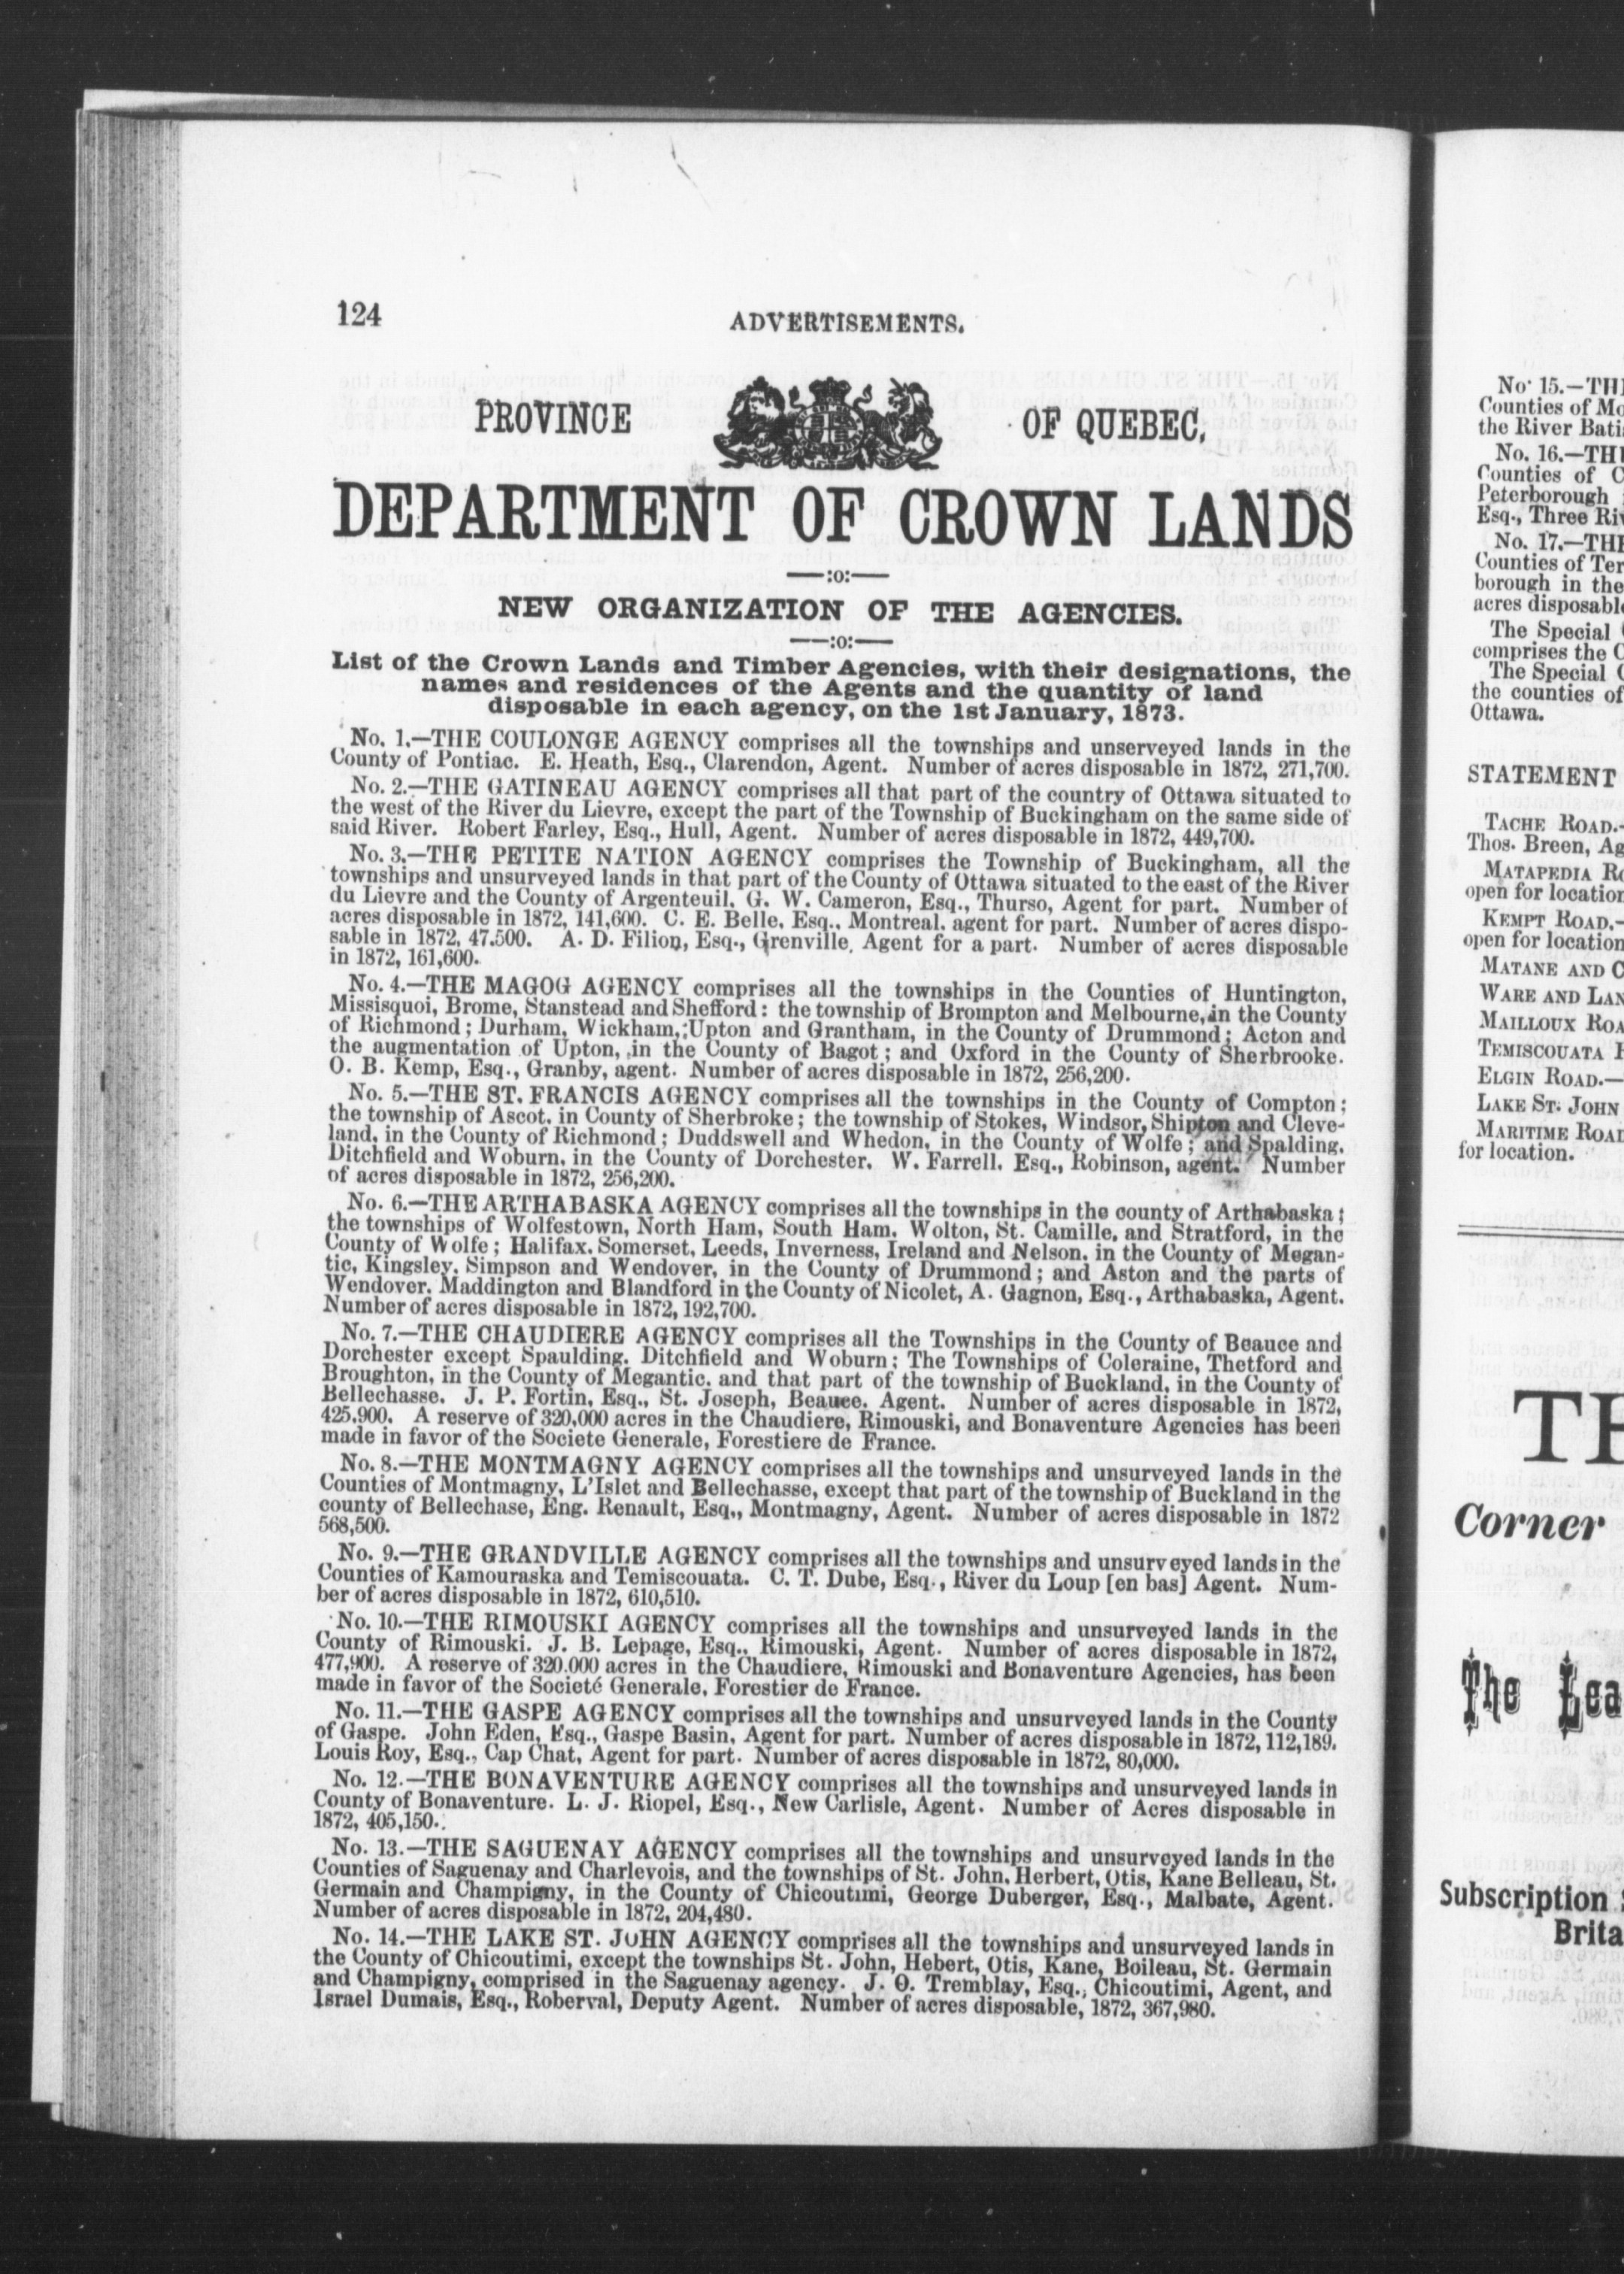 124
ADVERTISEMENTS.
PROVINCE OF QUEBEC,
DEPARTMENT OF CROWN LANDS
—:o:—
NEW ORGANIZATION OF THE AGENCIES.
—:o:—
List of the Crown Lands and Timber Agencies, with their designations, the
names and residences of the Agents and the quantity of land
disposable in each agency, on the 1st January, 1873.
No. 1.—THE COULONGE AGENCY comprises all the townships and unserveyed lands in the
County of Pontiac. E. Heath, Esq., Clarendon, Agent. Number of acres disposable in 1872, 271,700.
No. 2.—THE GATINEAU AGENCY comprises all that part of the country of Ottawa situated to
the west of the River du Lievre, except the part of the Township of Buckingham on the same side of
said River. Robert Farley, Esq., Hull, Agent. Number of acres disposable in 1872, 449,700.
No. 3.—THE PETITE NATION AGENCY comprises the Township of Buckingham, all the
townships and unsurveyed lands in that part of the County of Ottawa situated to the east of the River
du Lievre and the County of Argenteuil. G. W. Cameron, Esq., Thurso, Agent for part. Number of
acres disposable in 1872, 141,600. C. E. Belle, Esq., Montreal, agent for part. Number of acres dispo-
sable in 1872, 47.500. A. D. Filion, Esq., Grenville, Agent for a part. Number of acres disposable
in 1872, 161,600.
No. 4.—THE MAGOG AGENCY comprises all the townships in the Counties of Huntington,
Missisquoi, Brome, Stanstead and Shefford: the township of Brompton and Melbourne, in the County
of Richmond; Durham, Wickham, Upton and Grantham, in the County of Drummond; Acton and
the augmentation of Upton, in the County of Bagot; and Oxford in the County of Sherbrooke.
O. B. Kemp, Esq., Granby, agent. Number of acres disposable in 1872, 256,200.
No. 5.—THE ST. FRANCIS AGENCY comprises all the townships in the County of Compton;
the township of Ascot, in County of Sherbroke; the township of Stokes, Windsor, Shipton and Cleve-
land, in the County of Richmond; Duddswell and Whedon, in the County of Wolfe; and Spalding,
Ditchfield and Woburn, in the County of Dorchester. W. Farrell, Esq., Robinson, agent. Number
of acres disposable in 1872, 256,200.
No. 6.—THE ARTHABASKA AGENCY comprises all the townships in the county of Arthabaska;
the townships of Wolfestown, North Ham, South Ham, Wolton, St. Camille, and Stratford, in the
County of Wolfe; Halifax, Somerset, Leeds, Inverness, Ireland and Nelson, in the County of Megan-
tic, Kingsley, Simpson and Wendover, in the County of Drummond; and Aston and the parts of
Wendover, Maddington and Blandford in the County of Nicolet, A. Gagnon, Esq., Arthabaska, Agent.
Number of acres disposable in 1872, 192,700.
No. 7.—THE CHAUDIERE AGENCY comprises all the Townships in the County of Beauce and
Dorchester except Spaulding, Ditchfield and Woburn; The Townships of Coleraine, Thetford and
Broughton, in the County of Megantic, and that part of the township of Buckland, in the County of
Bellechasse. J. P. Fortin, Esq., St. Joseph, Beauce, Agent. Number of acres disposable in 1872,
425,900. A reserve of 320,000 acres in the Chaudiere, Rimouski, and Bonaventure Agencies has been
made in favor of the Societe Generale, Forestiere de France.
No. 8.—THE MONTMAGNY AGENCY comprises all the townships and unsurveyed lands in the
Counties of Montmagny, L'Islet and Bellechasse, except that part of the township of Buckland in the
county of Bellechase, Eng. Renault, Esq., Montmagny, Agent. Number of acres disposable in 1872
568,500.
No. 9.—THE GRANDVILLE AGENCY comprises all the townships and unsurveyed lands in the
Counties of Kamouraska and Temiscouata. C. T. Dube, Esq., River du Loup [en bas] Agent. Num-
ber of acres disposable in 1872, 610,510.
No. 10.—THE RIMOUSKI AGENCY comprises all the townships and unsurveyed lands in the
County of Rimouski. J. B. Lepage, Esq., Rimouski, Agent. Number of acres disposable in 1872,
477,900. A reserve of 320.000 acres in the Chaudiere, Rimouski and Bonaventure Agencies, has been
made in favor of the Societé Generale, Forestier de France.
No. 11.—THE GASPE AGENCY comprises all the townships and unsurveyed lands in the County
of Gaspe. John Eden, Esq., Gaspe Basin, Agent for part. Number of acres disposable in 1872, 112,189.
Louis Roy, Esq., Cap Chat, Agent for part. Number of acres disposable in 1872, 80,000.
No. 12.—THE BONAVENTURE AGENCY comprises all the townships and unsurveyed lands in
County of Bonaventure. L. J. Riopel, Esq., New Carlisle, Agent. Number of Acres disposable in
1872, 405,150.
No. 13.—THE SAGUENAY AGENCY comprises all the townships and unsurveyed lands in the
Counties of Saguenay and Charlevois, and the townships of St. John, Herbert, Otis, Kane Belleau, St.
Germain and Champigny, in the County of Chicoutimi, George Duberger, Esq., Malbate, Agent.
Number of acres disposable in 1872, 204,480.
No. 14.—THE LAKE ST. JOHN AGENCY comprises all the townships and unsurveyed lands in
the County of Chicoutimi, except the townships St. John, Hebert, Otis, Kane, Boileau, St. Germain
and Champigny, comprised in the Saguenay agency. J. O. Tremblay, Esq., Chicoutimi, Agent, and
Israel Dumais, Esq., Roberval, Deputy Agent. Number of acres disposable, 1872, 367,980.
No. 15.—TH
Counties of Mo
the River Bati
No. 16.—TH
Counties of C
Peterborough
Esq., Three Ri
No. 17.—THE
Counties of Ter
borough in the
acres disposabl
The Special
comprises the C
The Special C
the counties of
Ottawa.
STATEMENT
TACHE ROAD.—
Thos. Breen, Ag
MATAPEDIA RO
open for location
KEMPT ROAD.—
open for location
MATANE AND C
WARE AND LAN
MAILLOUX ROA
TEMISCOUATA R
ELGIN ROAD.—
LAKE ST. JOHN
MARITIME ROAD
for location.
TH
Corner
The Lea
Subscription
Brita